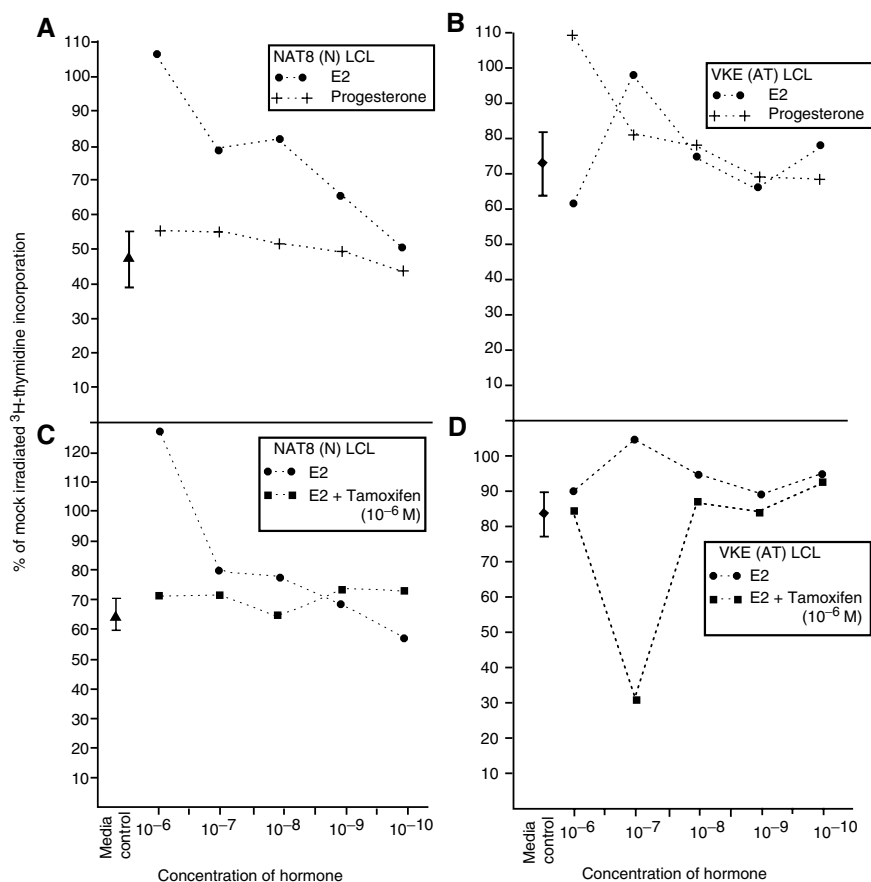 A
110
100
90
80
70
60
50
40
30
20
10
NAT8 (N) LCL
E2
Progesterone
B
110
100
90
80
70
60
50
40
30
20
10
VKE (AT) LCL
E2
Progesterone
% of mock irradiated ³H-thymidine incorporation
C
120
110
100
90
80
70
60
50
40
30
20
10
NAT8 (N) LCL
E2
E2 + Tamoxifen
(10⁻⁶ M)
Media
control
10⁻⁶ 10⁻⁷ 10⁻⁸ 10⁻⁹ 10⁻¹⁰
Concentration of hormone
D
100
90
80
70
60
50
40
30
20
10
VKE (AT) LCL
E2
E2 + Tamoxifen
(10⁻⁶ M)
Media
control
10⁻⁶ 10⁻⁷ 10⁻⁸ 10⁻⁹ 10⁻¹⁰
Concentration of hormone